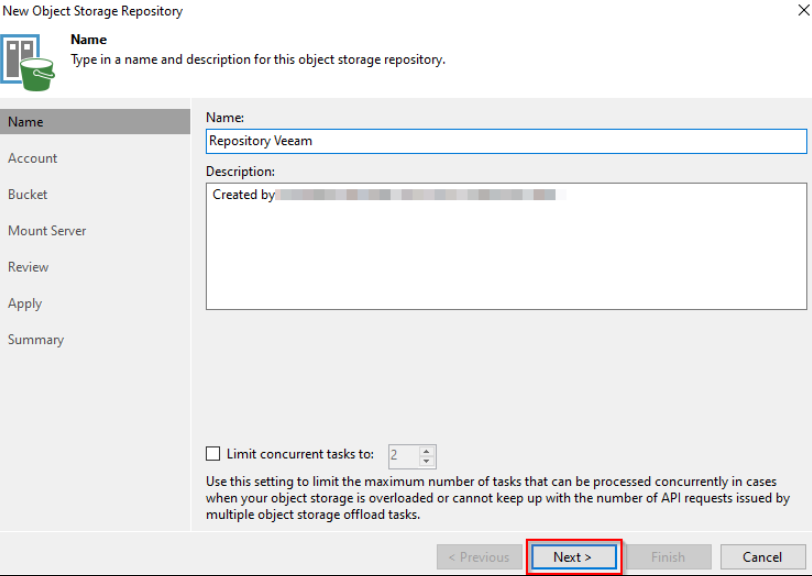 New Object Storage Repository
Name
Type in a name and description for this object storage repository.
Name
Account
Bucket
Mount Server
Review
Apply
Summary
Name:
Repository Veeam
Description:
Created by
Limit concurrent tasks to: 2
Use this setting to limit the maximum number of tasks that can be processed concurrently in cases
when your object storage is overloaded or cannot keep up with the number of API requests issued by
multiple object storage offload tasks.
< Previous Next > Finish Cancel